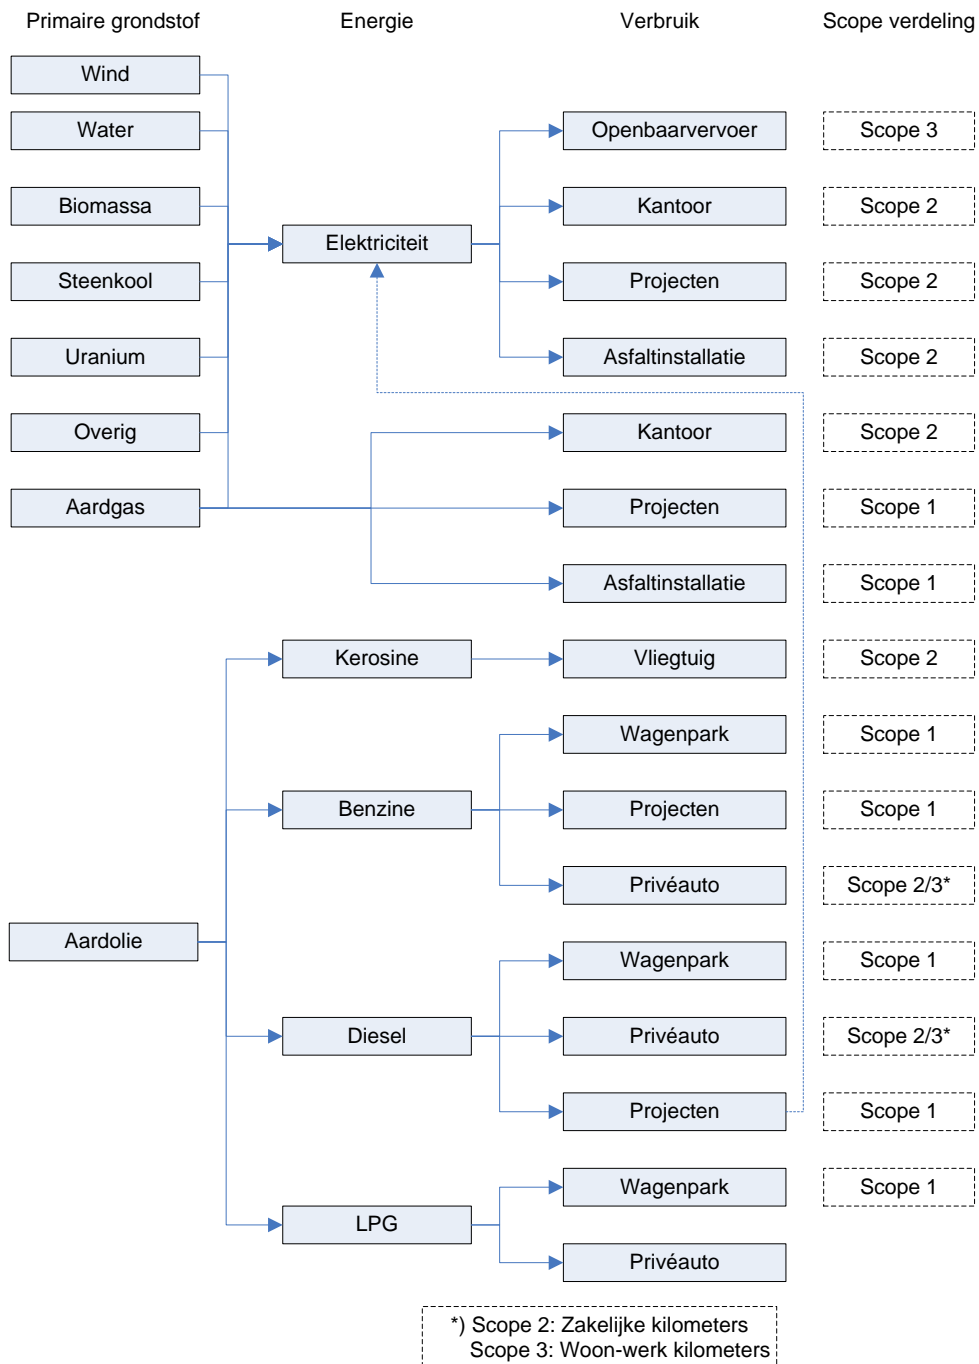 Primaire grondstof Energie Verbruik Scope verdeling
Wind
Water Openbaarvervoer Scope 3
Biomassa Kantoor Scope 2
Elektriciteit
Steenkool Projecten Scope 2
Uranium Asfaltinstallatie Scope 2
Overig Kantoor Scope 2
Aardgas Projecten Scope 1
Asfaltinstallatie Scope 1
Kerosine Vliegtuig Scope 2
Wagenpark Scope 1
Benzine Projecten Scope 1
Privéauto Scope 2/3*
Aardolie Wagenpark Scope 1
Diesel Privéauto Scope 2/3*
Projecten Scope 1
Wagenpark Scope 1
LPG
Privéauto
*) Scope 2: Zakelijke kilometers
Scope 3: Woon-werk kilometers